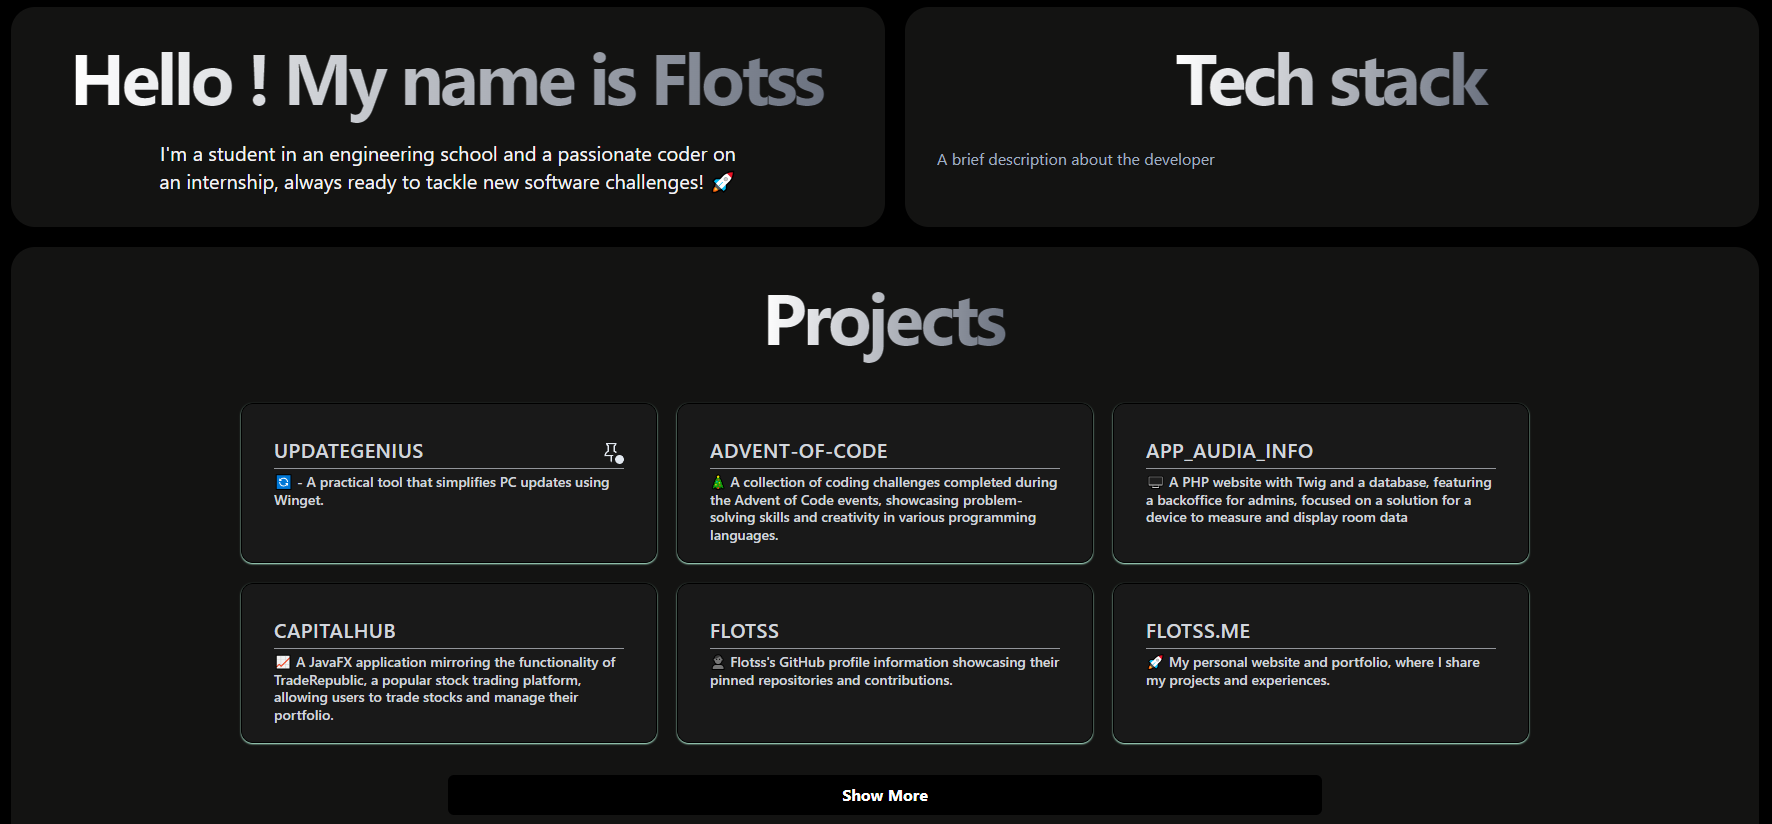 Hello ! My name is Flotss
I'm a student in an engineering school and a passionate coder on
an internship, always ready to tackle new software challenges! 🚀
Tech stack
A brief description about the developer
Projects
UPDATEGENIUS
🔄 - A practical tool that simplifies PC updates using
Winget.
ADVENT-OF-CODE
🎄 A collection of coding challenges completed during
the Advent of Code events, showcasing problem-
solving skills and creativity in various programming
languages.
APP_AUDIA_INFO
🖥️ A PHP website with Twig and a database, featuring
a backoffice for admins, focused on a solution for a
device to measure and display room data
CAPITALHUB
📈 A JavaFX application mirroring the functionality of
TradeRepublic, a popular stock trading platform,
allowing users to trade stocks and manage their
portfolio.
FLOTSS
Flotss's GitHub profile information showcasing their
pinned repositories and contributions.
FLOTSS.ME
🚀 My personal website and portfolio, where I share
my projects and experiences.
Show More